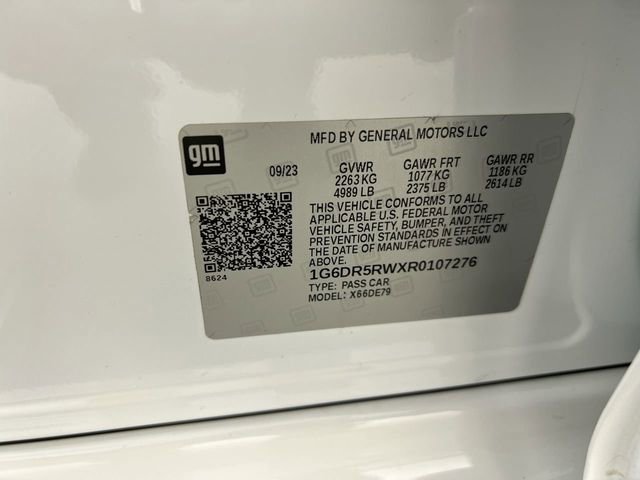 gm
MFD BY GENERAL MOTORS LLC
09/23 GVWR GAWR FRT GAWR RR
2263 KG 1077 KG 1186 KG
4989 LB 2375 LB 2614 LB
THIS VEHICLE CONFORMS TO ALL
APPLICABLE U.S. FEDERAL MOTOR
VEHICLE SAFETY, BUMPER, AND THEFT
PREVENTION STANDARDS IN EFFECT ON
THE DATE OF MANUFACTURE SHOWN
ABOVE.
8624
1G6DR5RWXR0107276
TYPE: PASS CAR
MODEL: X66DE79